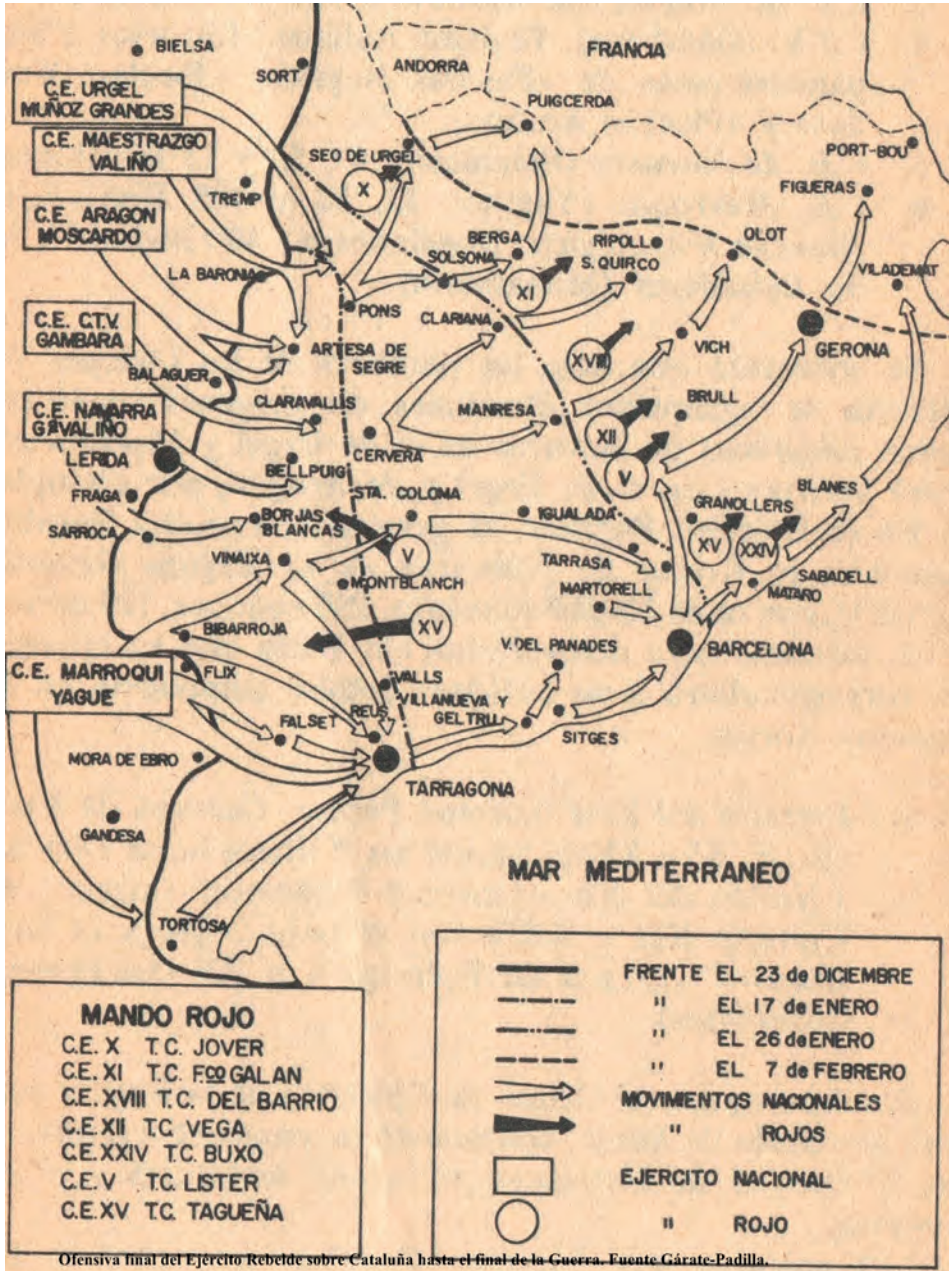 BIELSA
FRANCIA
SORT
ANDORRA
C.E. URGEL
MUÑOZ GRANDES
PUIGCERDA
C.E. MAESTRAZGO
VALIÑO
SEO DE URGEL
PORT-BOU
X
FIGUERAS
TREMP
C.E. ARAGON
MOSCARDO
BERGA
RIPOLL
OLOT
SOLSONA
S. QUIRCO
VILADEMAT
LA BARONIA
XI
PONS
C.E. C.T.V.
GAMBARA
CLARIANA
XVIII
VICH
GERONA
ARTESA DE
SEGRE
BALAGUER
CLARAVALLS
MANRESA
BRULL
C.E. NAVARRA
G.VALIÑO
XII
CERVERA
LERIDA
BELLPUIG
V
FRAGA
STA. COLOMA
BLANES
GRANOLLERS
BORJAS
BLANCAS
IGUALADA
SARROCA
V
XV
XXIV
VINAIXA
TARRASA
SABADELL
MONTBLANCH
MARTORELL
MATARO
BIBARROJA
XV
BARCELONA
V. DEL PANADES
C.E. MARROQUI
YAGUE
FLIX
VALLS
VILLANUEVA Y
GELTRU
FALSET
REUS
SITGES
MORA DE EBRO
TARRAGONA
GANDESA
MAR MEDITERRANEO
TORTOSA
MANDO ROJO
C.E. X T.C. JOVER
C.E. XI T.C. Fco GALAN
C.E. XVIII T.C. DEL BARRIO
C.E. XII T.C. VEGA
C.E. XXIV T.C. BUXO
C.E. V T.C. LISTER
C.E. XV T.C. TAGUEÑA
FRENTE EL 23 de DICIEMBRE
" EL 17 de ENERO
" EL 26 de ENERO
" EL 7 de FEBRERO
MOVIMIENTOS NACIONALES
" ROJOS
EJERCITO NACIONAL
" ROJO
Ofensiva final del Ejército Rebelde sobre Cataluña hasta el final de la Guerra. Fuente Gárate-Padilla.